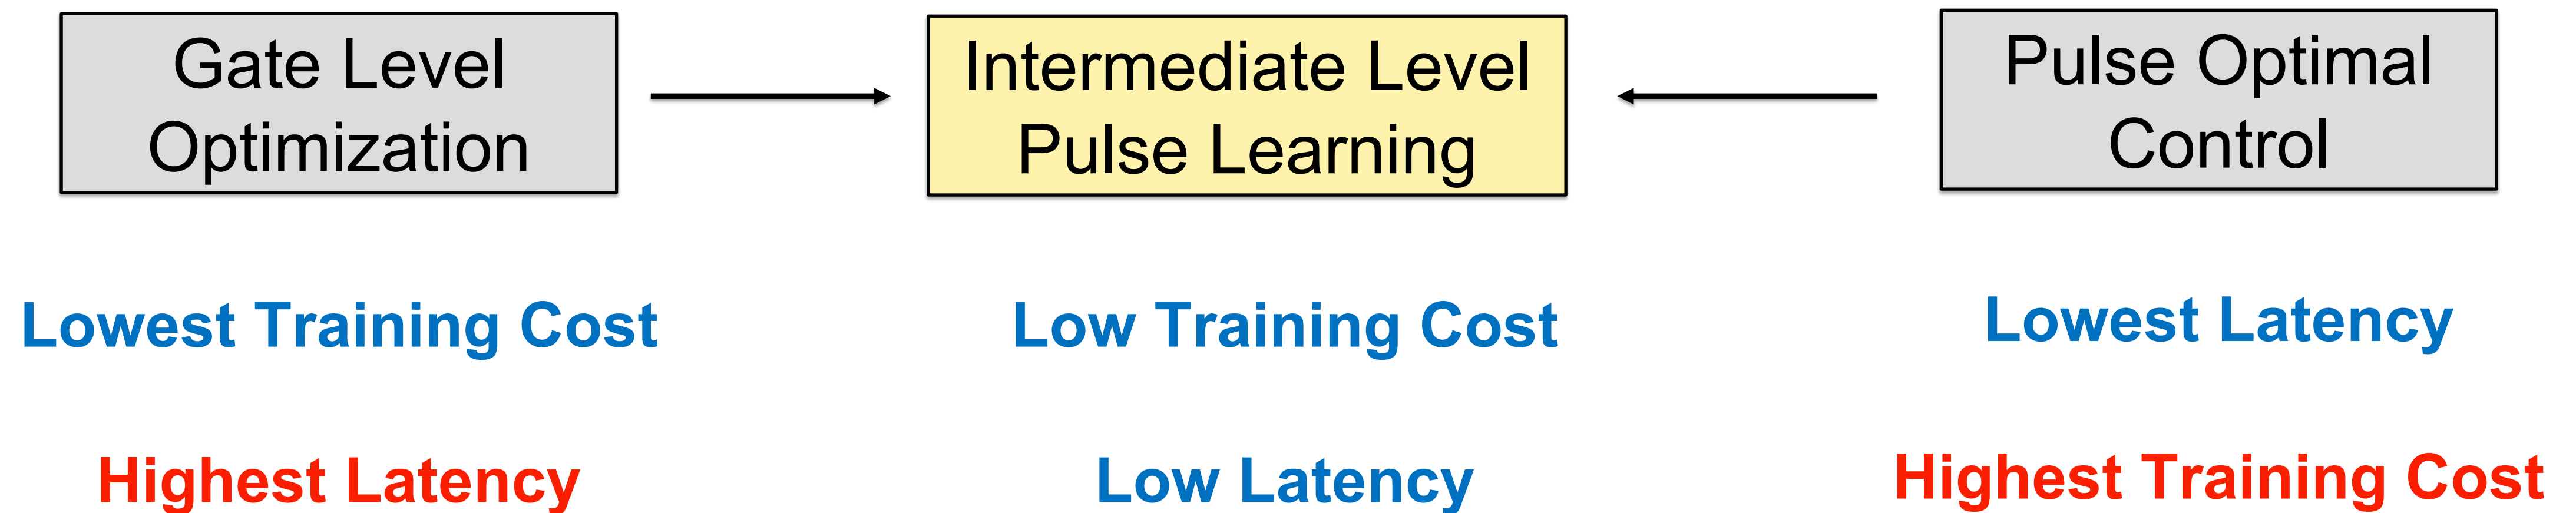 Gate Level
Optimization
Intermediate Level
Pulse Learning
Pulse Optimal
Control
Lowest Training Cost
Low Training Cost
Lowest Latency
Highest Latency
Low Latency
Highest Training Cost